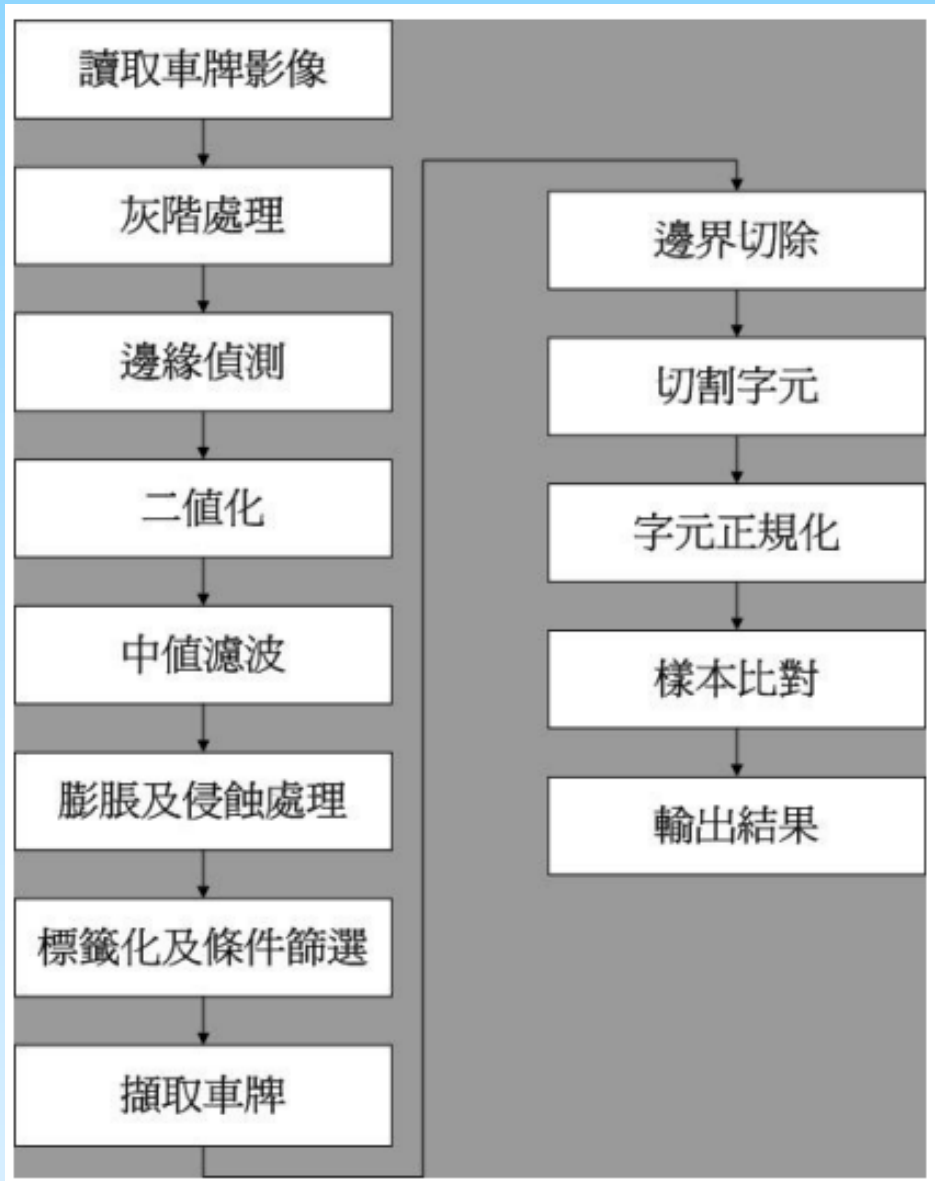 讀取車牌影像
灰階處理
邊緣偵測
二值化
中值濾波
膨脹及侵蝕處理
標籤化及條件篩選
擷取車牌
邊界切除
切割字元
字元正規化
樣本比對
輸出結果